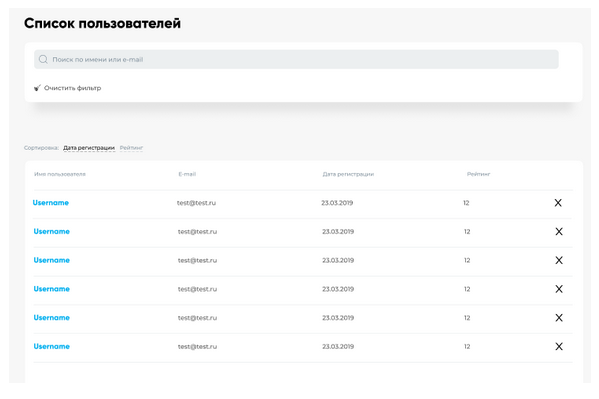 Список пользователей
Поиск по имени или e-mail
Очистить фильтр
Сортировка: Дата регистрации Рейтинг
Имя пользователя E-mail Дата регистрации Рейтинг
Username test@test.ru 23.03.2019 12
Username test@test.ru 23.03.2019 12
Username test@test.ru 23.03.2019 12
Username test@test.ru 23.03.2019 12
Username test@test.ru 23.03.2019 12
Username test@test.ru 23.03.2019 12